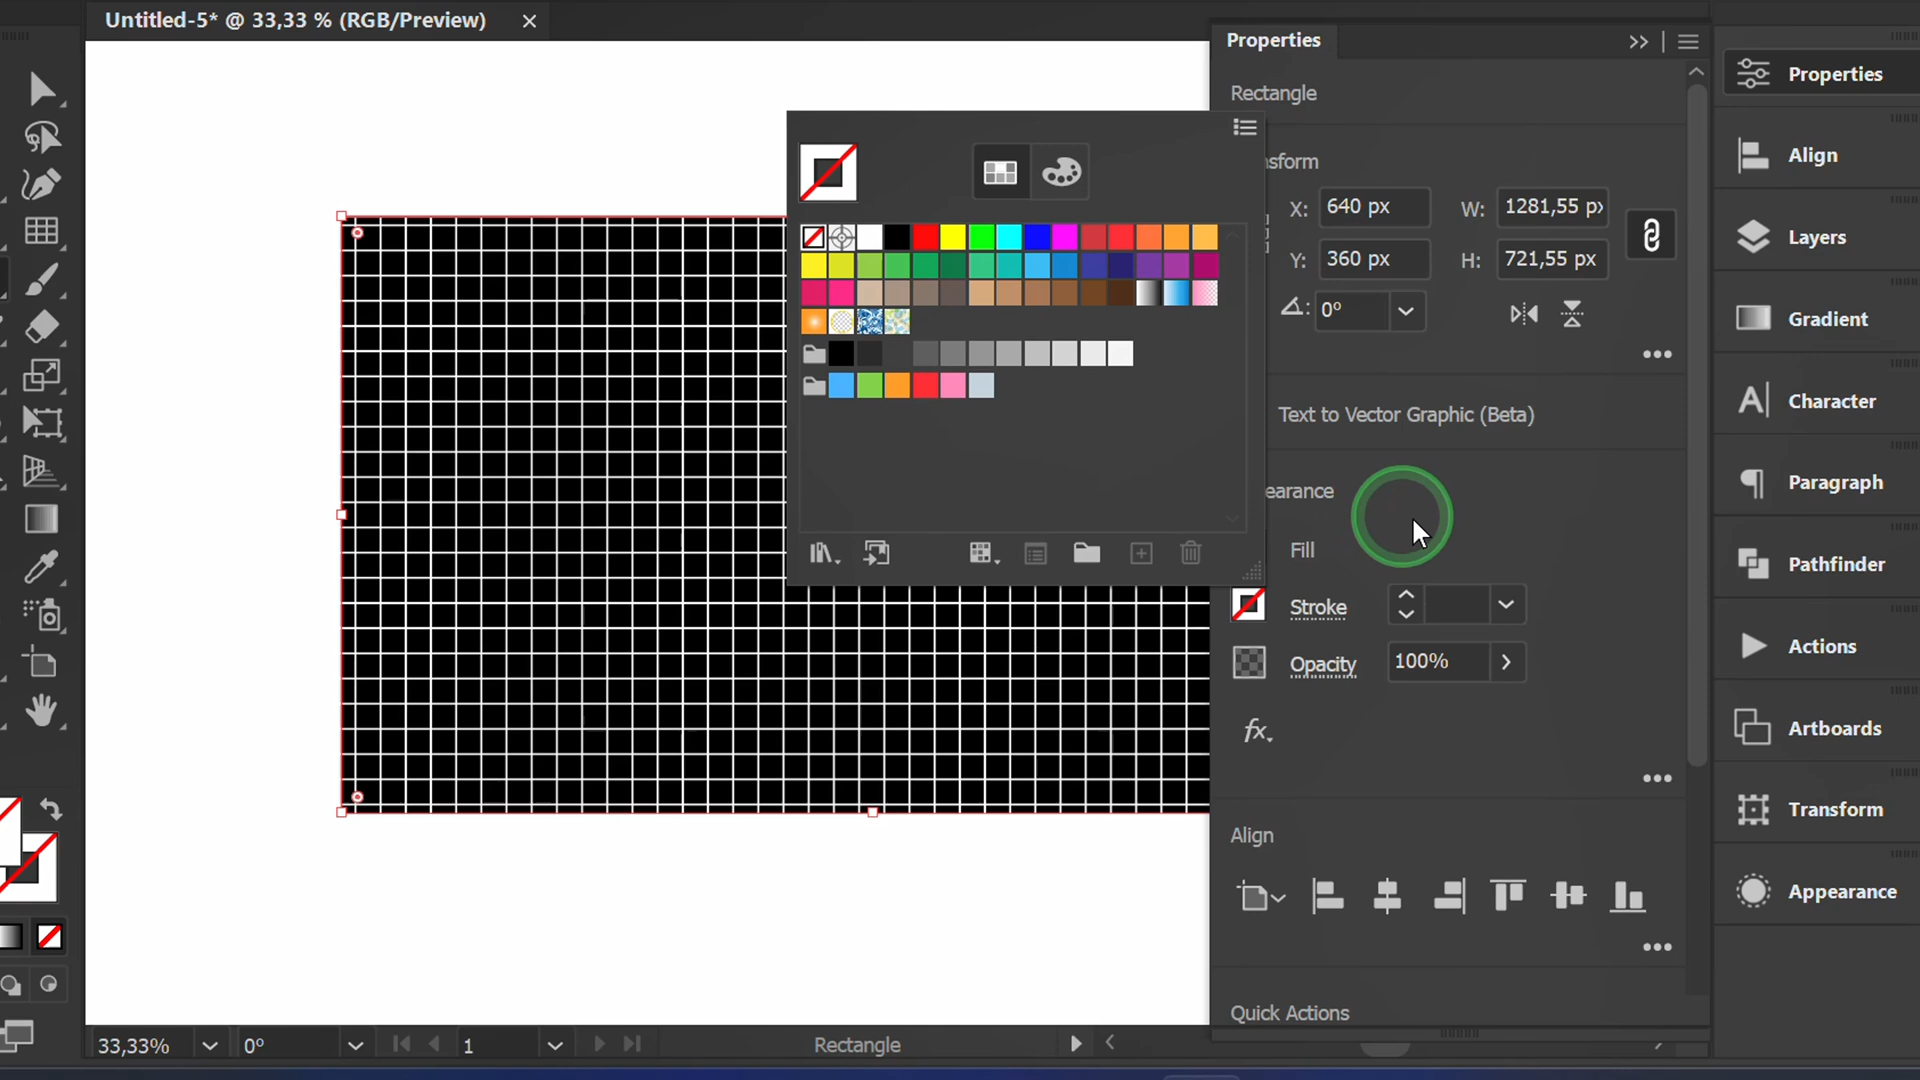 Untitled-5* @ 33,33 % (RGB/Preview)
Properties
Rectangle
nsform
X: 640 px W: 1281,55 px
Y: 360 px H: 721,55 px
0°
Text to Vector Graphic (Beta)
earance
Fill
Stroke
Opacity 100%
fx
Align
Quick Actions
Properties
Align
Layers
Gradient
Character
Paragraph
Pathfinder
Actions
Artboards
Transform
Appearance
33,33% 0° 1 Rectangle